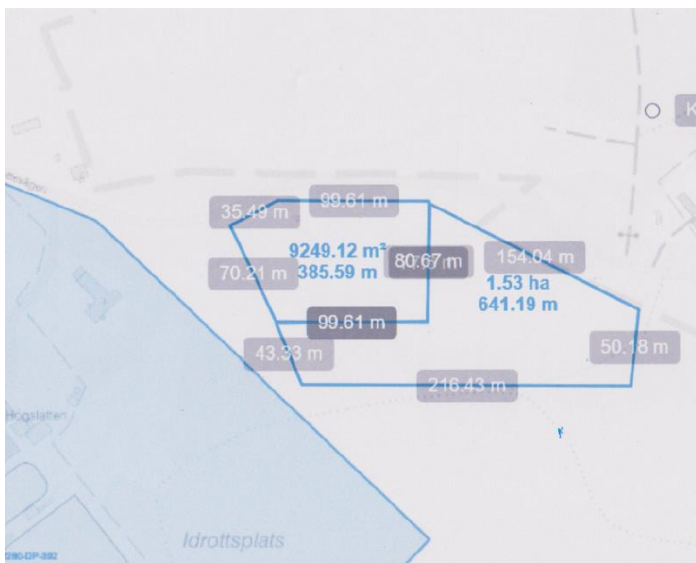 K
99.61 m
35.49 m
9249.12 m²
385.59 m
80.67 m
154.04 m
70.21 m
1.53 ha
641.19 m
99.61 m
43.33 m
50.18 m
216.43 m
Idrottsplats